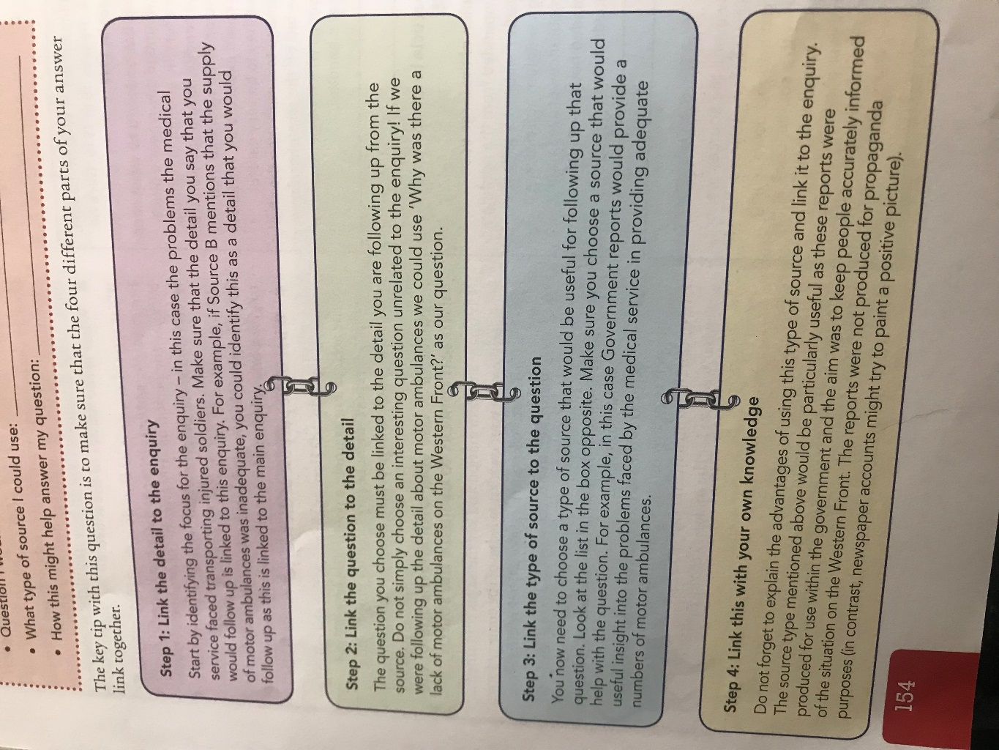 • Question I
• What type of source I could use:
• How this might help answer my question:
The key tip with this question is to make sure that the four different parts of your answer
link together.
Step 1: Link the detail to the enquiry
Start by identifying the focus for the enquiry – in this case the problems the medical
service faced transporting injured soldiers. Make sure that the detail you say that you
would follow up is linked to this enquiry. For example, if Source B mentions that the supply
of motor ambulances was inadequate, you could identify this as a detail that you would
follow up as this is linked to the main enquiry.
Step 2: Link the question to the detail
The question you choose must be linked to the detail you are following up from the
source. Do not simply choose an interesting question unrelated to the enquiry! If we
were following up the detail about motor ambulances we could use 'Why was there a
lack of motor ambulances on the Western Front?' as our question.
Step 3: Link the type of source to the question
You now need to choose a type of source that would be useful for following up that
question. Look at the list in the box opposite. Make sure you choose a source that would
help with the question. For example, in this case Government reports would provide a
useful insight into the problems faced by the medical service in providing adequate
numbers of motor ambulances.
Step 4: Link this with your own knowledge
Do not forget to explain the advantages of using this type of source and link it to the enquiry.
The source type mentioned above would be particularly useful as these reports were
produced for use within the government and the aim was to keep people accurately informed
of the situation on the Western Front. The reports were not produced for propaganda
purposes (in contrast, newspaper accounts might try to paint a positive picture).
154